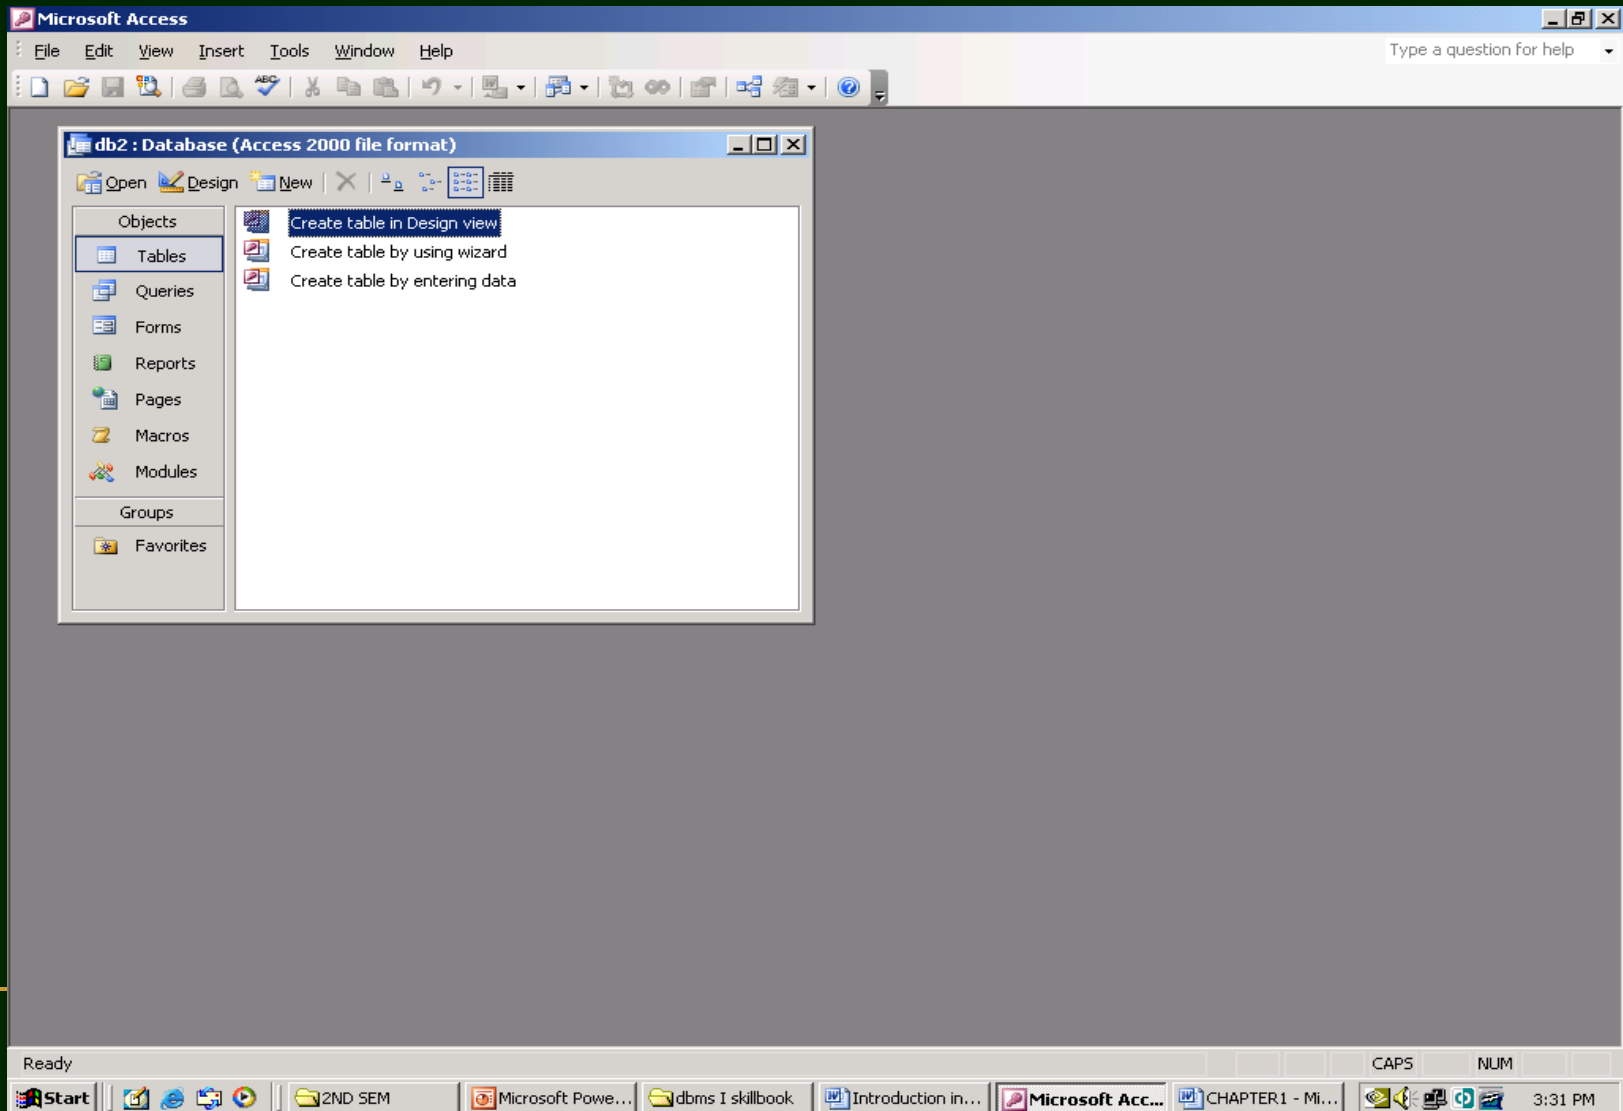 Microsoft Access
File Edit View Insert Tools Window Help
Type a question for help
ABC
db2 : Database (Access 2000 file format)
Open Design New
Objects
Tables
Queries
Forms
Reports
Pages
Macros
Modules
Groups
Favorites
Create table in Design view
Create table by using wizard
Create table by entering data
Ready
CAPS NUM
Start 2ND SEM Microsoft Powe... dbms I skillbook Introduction in... Microsoft Acc... CHAPTER1 - Mi... 3:31 PM